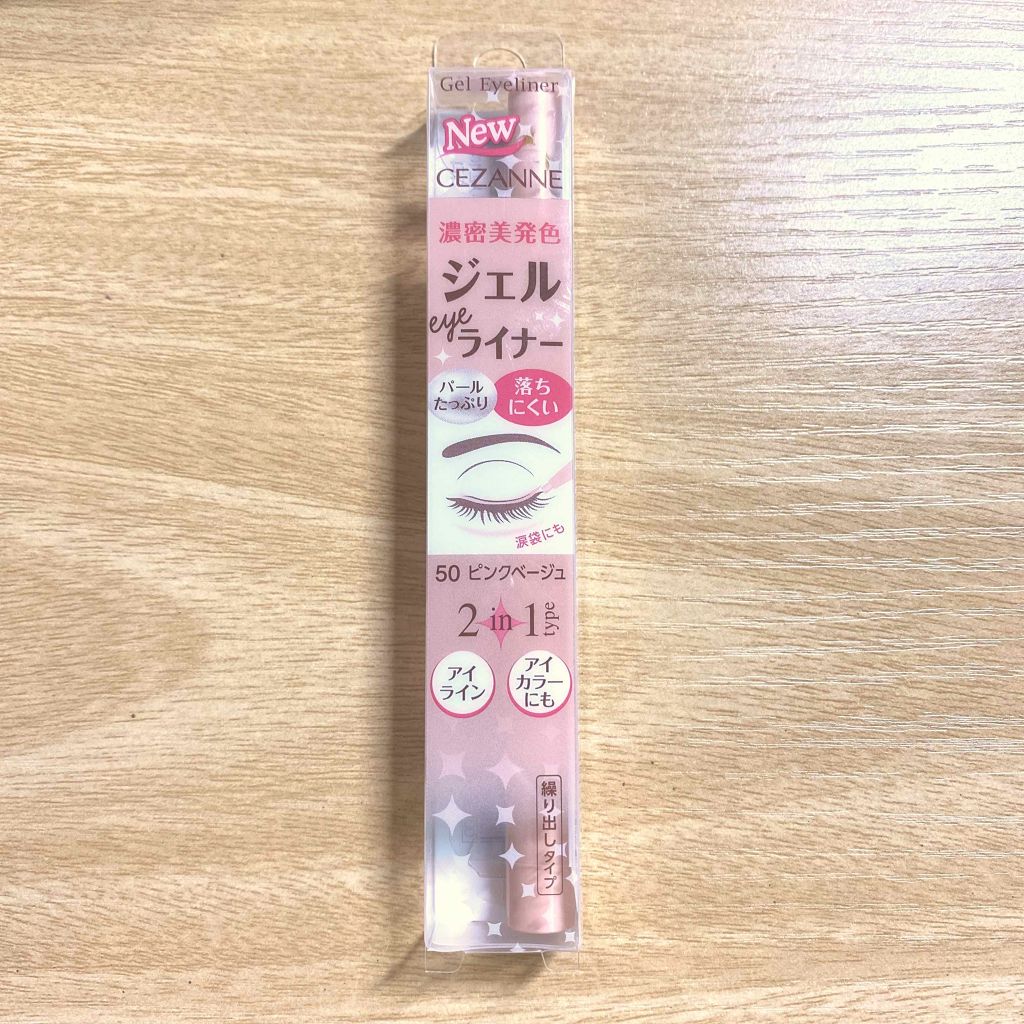 Gel Eyeliner
New
CEZANNE
濃密美発色
ジェル
eye
ライナー
パール
たっぷり
落ち
にくい
涙袋にも
50 ピンクベージュ
2 in 1 type
アイ
ライン
アイ
カラー
にも
繰り出しタイプ